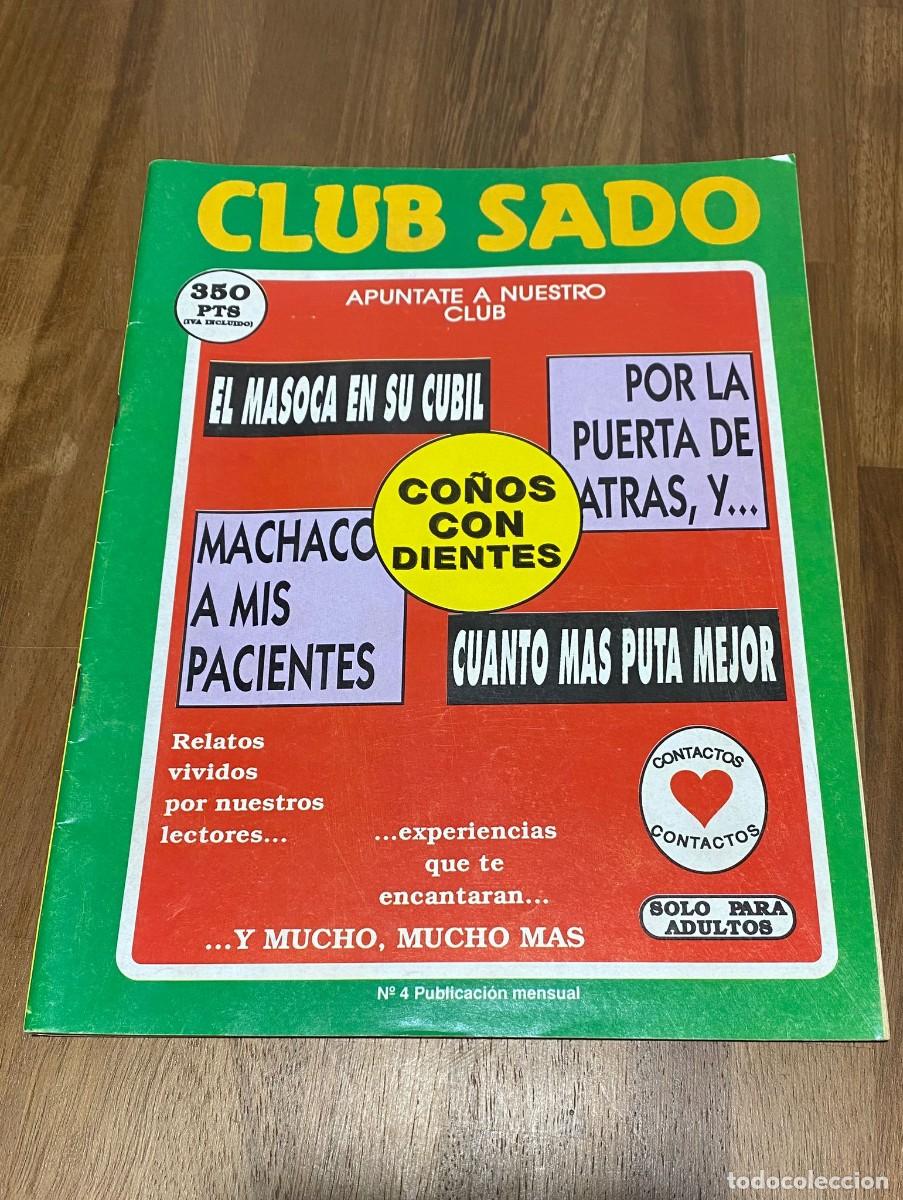 CLUB SADO
350
PTS
(IVA INCLUIDO)
APUNTATE A NUESTRO
CLUB
EL MASOCA EN SU CUBIL
POR LA
PUERTA DE
ATRAS, Y...
COÑOS
CON
DIENTES
MACHACO
A MIS
PACIENTES
CUANTO MAS PUTA MEJOR
Relatos
vividos
por nuestros
lectores...
...experiencias
que te
encantaran...
...Y MUCHO, MUCHO MAS
CONTACTOS
CONTACTOS
SOLO PARA
ADULTOS
Nº 4 Publicación mensual
todocoleccion